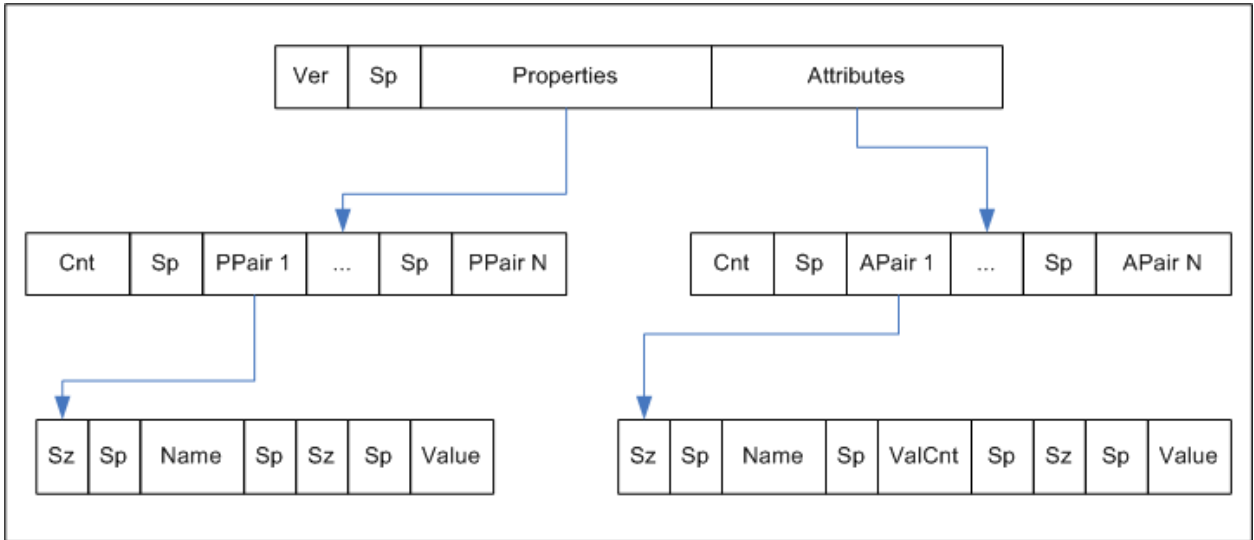 Ver Sp Properties Attributes
Cnt Sp PPair 1 ... Sp PPair N Cnt Sp APair 1 ... Sp APair N
Sz Sp Name Sp Sz Sp Value Sz Sp Name Sp ValCnt Sp Sz Sp Value